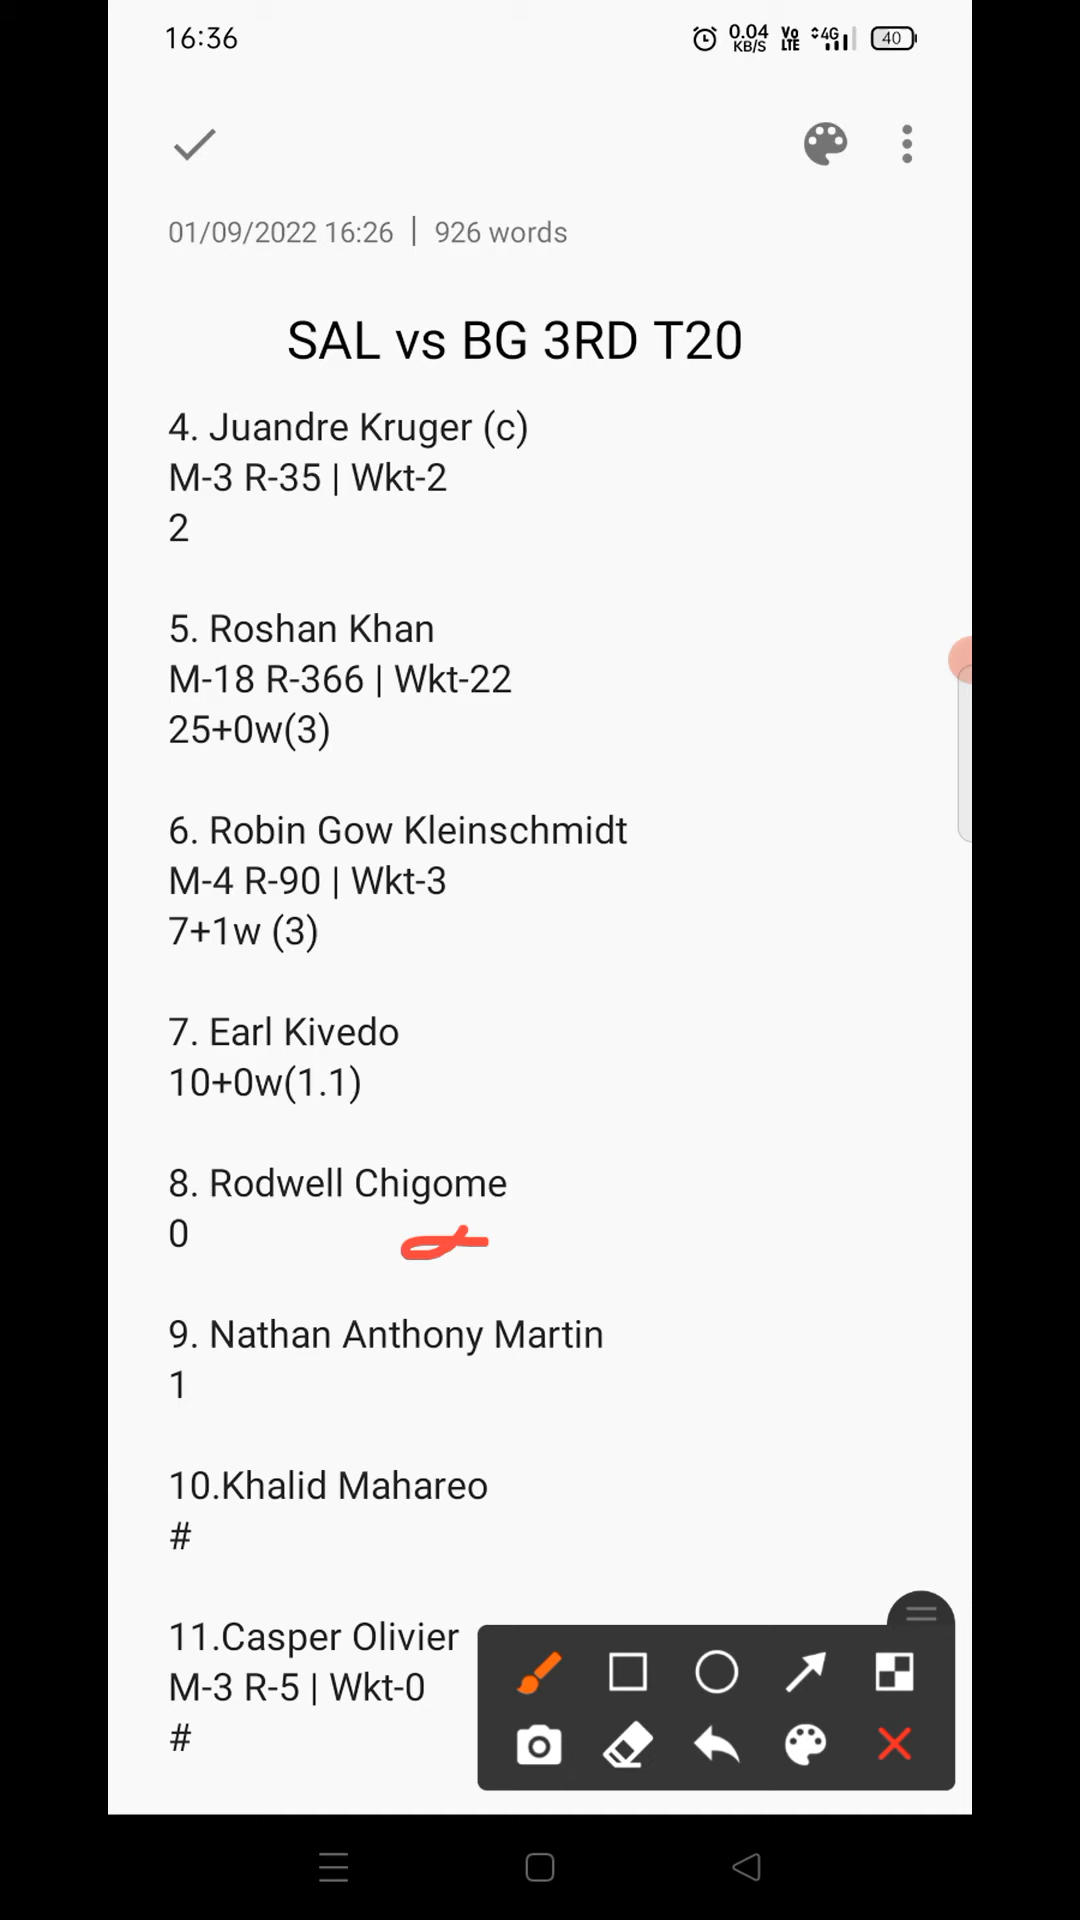 16:36
0.04 KB/S Vo LTE 4G 40
01/09/2022 16:26 | 926 words
SAL vs BG 3RD T20
4. Juandre Kruger (c)
M-3 R-35 | Wkt-2
2
5. Roshan Khan
M-18 R-366 | Wkt-22
25+0w(3)
6. Robin Gow Kleinschmidt
M-4 R-90 | Wkt-3
7+1w (3)
7. Earl Kivedo
10+0w(1.1)
8. Rodwell Chigome
0
9. Nathan Anthony Martin
1
10.Khalid Mahareo
#
11.Casper Olivier
M-3 R-5 | Wkt-0
#